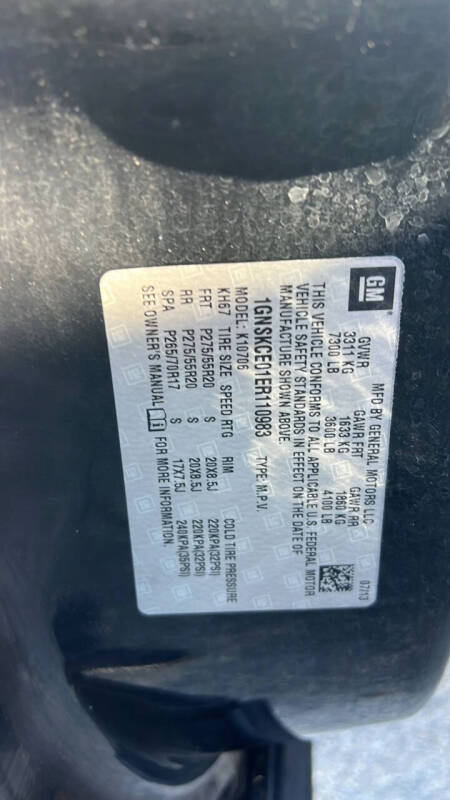 GM
MFD BY GENERAL MOTORS LLC 07/13
GVWR GAWR FRT GAWR RR
3311 KG 1633 KG 1860 KG
7300 LB 3600 LB 4100 LB
THIS VEHICLE CONFORMS TO ALL APPLICABLE U.S. FEDERAL MOTOR
VEHICLE SAFETY STANDARDS IN EFFECT ON THE DATE OF
MANUFACTURE SHOWN ABOVE.
1GNSKCE01ER110983 TYPE: M.P.V.
MODEL: K10706
KH67 TIRE SIZE SPEED RTG RIM COLD TIRE PRESSURE
FRT P275/55R20 S 20X8.5J 220KPA(32PSI)
RR P275/55R20 S 20X8.5J 220KPA(32PSI)
SPA P265/70R17 S 17X7.5J 240KPA(35PSI)
SEE OWNER'S MANUAL FOR MORE INFORMATION.